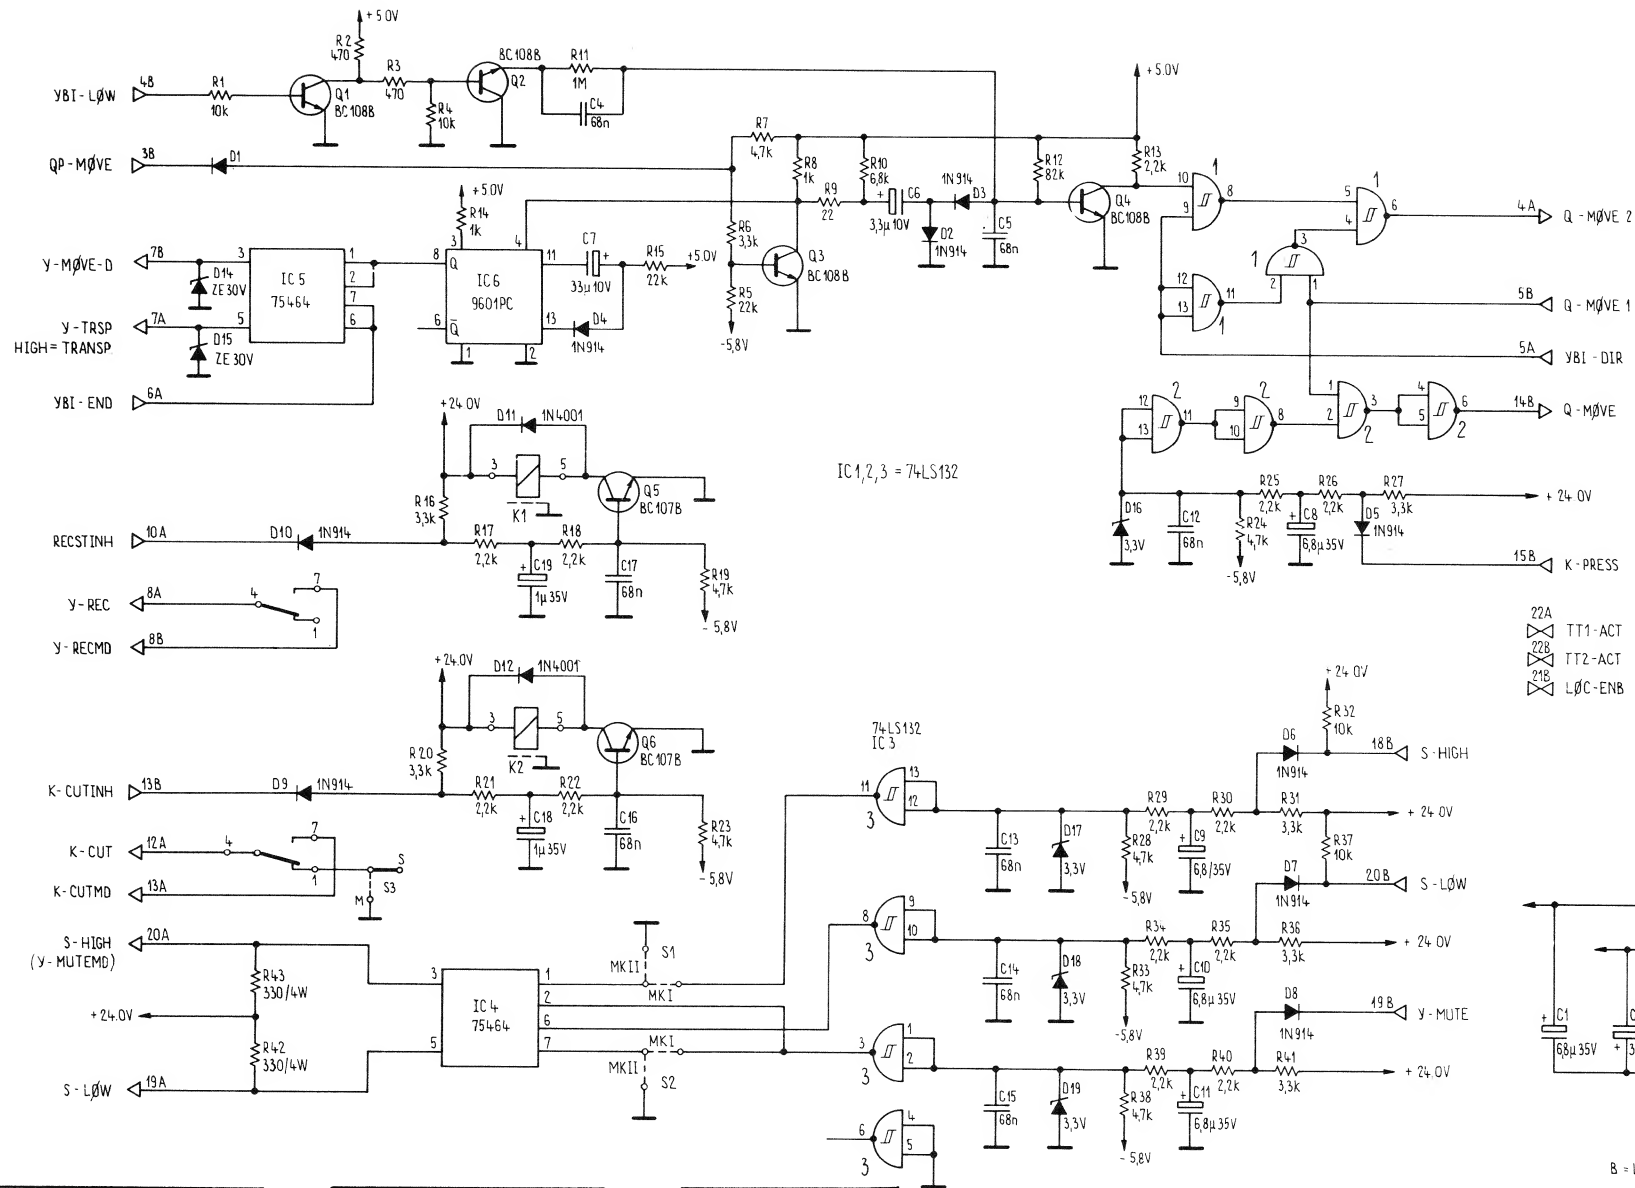 +5.0V
R2
470
R3
470
BC108B
Q2
R11
1M
C4
68n
4B
YBI-LØW
R1
10k
Q1
BC108B
R4
10k
+5.0V
3B
QP-MØVE
D1
R7
4,7k
R8
1k
R10
6,8k
R9
22
C6
3,3µ10V
1N914
D3
D2
1N914
C5
68n
R12
82k
R13
2,2k
Q4
BC108B
+5.0V
R14
1k
3
4
8
Q
IC6
9601PC
6
Q̅
11
13
1
2
C7
33µ10V
R15
22k
+5.0V
D4
1N914
R6
3,3k
R5
22k
-5,8V
Q3
BC108B
7B
Y-MØVE-D
D14
ZE30V
7A
Y-TRSP
HIGH=TRANSP.
D15
ZE30V
3
5
IC5
75464
1
2
7
6
YBI-END
6A
10
9
1
8
5
4
1
6
4A
Q-MØVE 2
3
1
2
1
12
13
11
1
5B
Q-MØVE 1
5A
YBI-DIR
12
13
2
11
9
10
2
8
1
2
3
2
4
5
6
2
14B
Q-MØVE
IC1,2,3 = 74LS132
D16
3,3V
C12
68n
R24
4,7k
-5,8V
R25
2,2k
C8
6,8µ35V
R26
2,2k
D5
1N914
R27
3,3k
+24.0V
15B
K-PRESS
22A
TT1-ACT
22B
TT2-ACT
21B
LØC-ENB
+24.0V
D11
1N4001
3
5
K1
Q5
BC107B
R16
3,3k
RECSTINH
10A
D10
1N914
R17
2,2k
R18
2,2k
C19
1µ35V
C17
68n
R19
4,7k
-5,8V
Y-REC
8A
4
7
1
Y-RECMD
8B
+24.0V
D12
1N4001
3
5
K2
Q6
BC107B
R20
3,3k
K-CUTINH
13B
D9
1N914
R21
2,2k
R22
2,2k
C18
1µ35V
C16
68n
R23
4,7k
-5,8V
K-CUT
12A
4
7
1
S
S3
M
K-CUTMD
13A
S-HIGH
(Y-MUTEMD)
20A
R43
330/4W
+24.0V
R42
330/4W
S-LØW
19A
3
5
IC4
75464
1
2
6
7
S1
MKII
MKI
MKI
MKII
S2
74LS132
IC3
11
13
12
3
C13
68n
D17
3,3V
R28
4,7k
-5,8V
R29
2,2k
C9
6,8/35V
R30
2,2k
R31
3,3k
D6
1N914
+24.0V
R32
10k
18B
S-HIGH
+24.0V
R37
10k
D7
1N914
20B
S-LØW
8
9
10
3
C14
68n
D18
3,3V
R33
4,7k
-5,8V
R34
2,2k
C10
6,8µ35V
R35
2,2k
R36
3,3k
+24.0V
D8
1N914
19B
Y-MUTE
3
1
2
3
C15
68n
D19
3,3V
R38
4,7k
-5,8V
R39
2,2k
C11
6,8µ35V
R40
2,2k
R41
3,3k
+24.0V
6
4
5
3
C1
6,8µ35V
C
3
B =